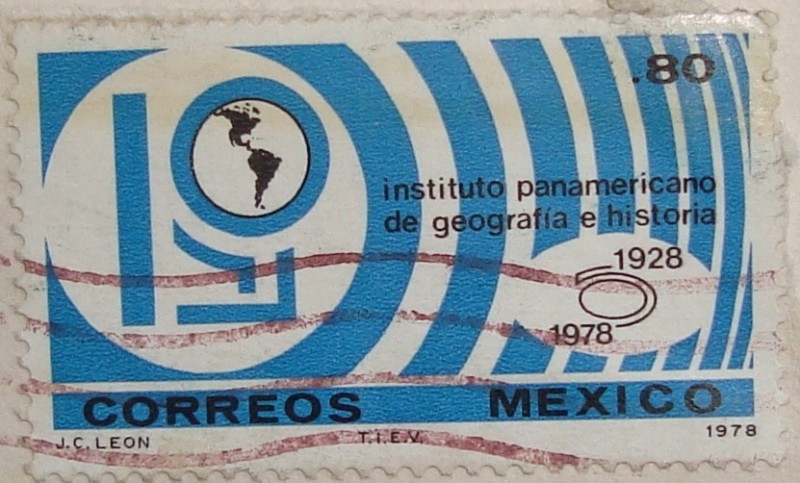 .80
instituto panamericano
de geografía e historia
1928
1978
CORREOS MEXICO
J.C. LEON T.I.E.V. 1978